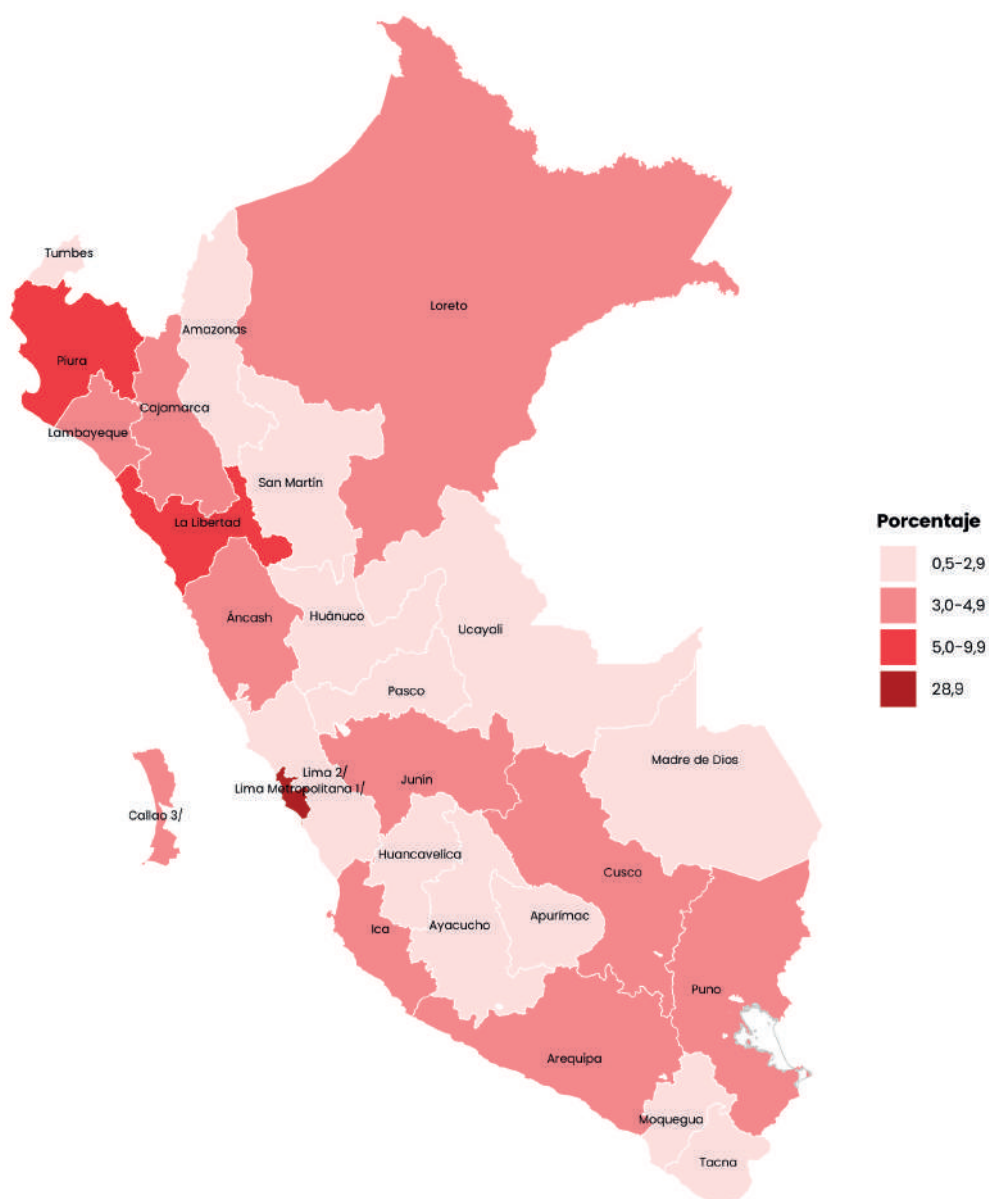 Tumbes
Loreto
Amazonas
Piura
Cajamarca
Lambayeque
San Martín
La Libertad
Porcentaje
0,5-2,9
3,0-4,9
5,0-9,9
28,9
Áncash
Huánuco
Ucayali
Pasco
Madre de Dios
Lima 2/
Junín
Lima Metropolitana 1/
Callao 3/
Huancavelica
Cusco
Apurímac
Ayacucho
Ica
Puno
Arequipa
Moquegua
Tacna